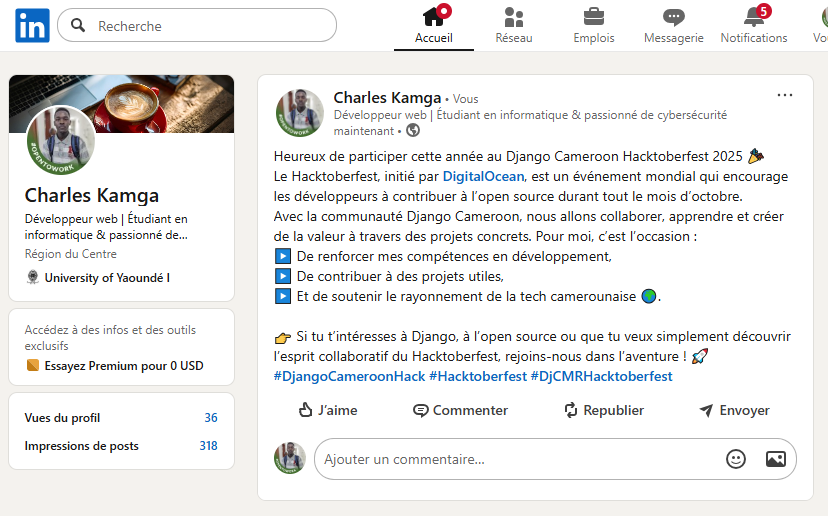 in
Recherche
Accueil
Réseau
Emplois
Messagerie
5
Notifications
#OPENTOWORK
Charles Kamga
Développeur web | Étudiant en
informatique & passionné de...
Région du Centre
University of Yaoundé I
Accédez à des infos et des outils
exclusifs
Essayez Premium pour 0 USD
Vues du profil 36
Impressions de posts 318
Charles Kamga • Vous
Développeur web | Étudiant en informatique & passionné de cybersécurité
maintenant •
Heureux de participer cette année au Django Cameroon Hacktoberfest 2025 🎉
Le Hacktoberfest, initié par DigitalOcean, est un événement mondial qui encourage
les développeurs à contribuer à l’open source durant tout le mois d’octobre.
Avec la communauté Django Cameroon, nous allons collaborer, apprendre et créer
de la valeur à travers des projets concrets. Pour moi, c’est l’occasion :
▶️ De renforcer mes compétences en développement,
▶️ De contribuer à des projets utiles,
▶️ Et de soutenir le rayonnement de la tech camerounaise 🌍.
👉 Si tu t’intéresses à Django, à l’open source ou que tu veux simplement découvrir
l’esprit collaboratif du Hacktoberfest, rejoins-nous dans l’aventure ! 🚀
#DjangoCameroonHack #Hacktoberfest #DjCMRHacktoberfest
J’aime
Commenter
Republier
Envoyer
Ajouter un commentaire...